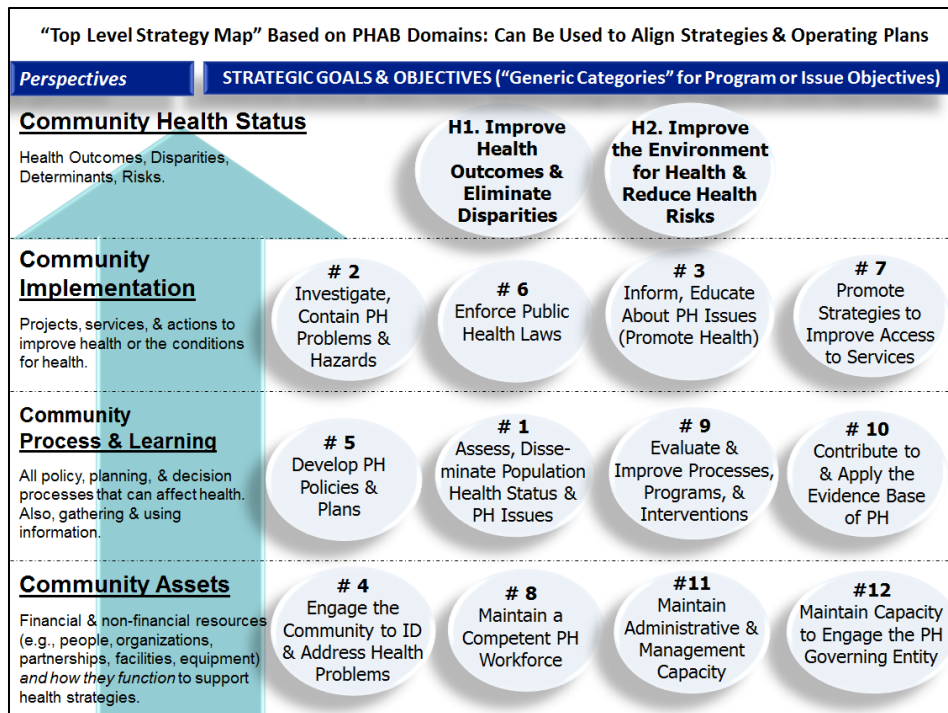 “Top Level Strategy Map” Based on PHAB Domains: Can Be Used to Align Strategies & Operating Plans
Perspectives
STRATEGIC GOALS & OBJECTIVES (“Generic Categories” for Program or Issue Objectives)
Community Health Status
Health Outcomes, Disparities,
Determinants, Risks.
H1. Improve
Health
Outcomes &
Eliminate
Disparities
H2. Improve
the Environment
for Health &
Reduce Health
Risks
Community
Implementation
Projects, services, & actions to
improve health or the conditions
for health.
# 2
Investigate,
Contain PH
Problems &
Hazards
# 6
Enforce Public
Health Laws
# 3
Inform, Educate
About PH Issues
(Promote Health)
# 7
Promote
Strategies to
Improve Access
to Services
Community
Process & Learning
All policy, planning, & decision
processes that can affect health.
Also, gathering & using
information.
# 5
Develop PH
Policies &
Plans
# 1
Assess, Disse-
minate Population
Health Status &
PH Issues
# 9
Evaluate &
Improve Processes,
Programs, &
Interventions
# 10
Contribute to
& Apply the
Evidence Base
of PH
Community Assets
Financial & non-financial resources
(e.g., people, organizations,
partnerships, facilities, equipment)
and how they function to support
health strategies.
# 4
Engage the
Community to ID
& Address Health
Problems
# 8
Maintain a
Competent PH
Workforce
#11
Maintain
Administrative &
Management
Capacity
#12
Maintain Capacity
to Engage the PH
Governing Entity